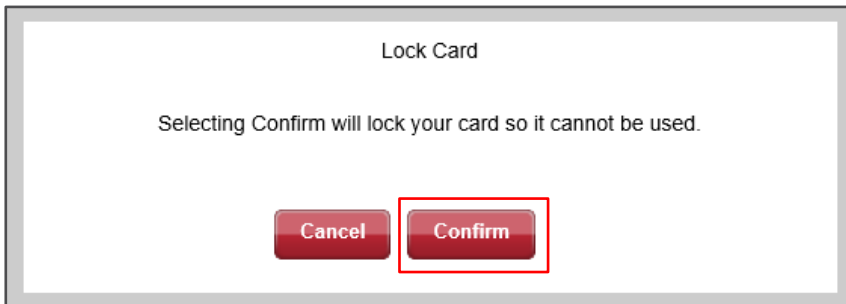 Lock Card
Selecting Confirm will lock your card so it cannot be used.
Cancel Confirm